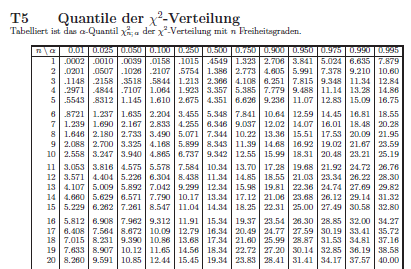 T5 Quantile der χ²-Verteilung
Tabelliert ist das α-Quantil χ²n;α der χ²-Verteilung mit n Freiheitsgraden.
n \ α 0.01 0.025 0.050 0.100 0.250 0.500 0.750 0.900 0.950 0.975 0.990 0.995
1 .0002 .0010 .0039 .0158 .1015 .4549 1.323 2.706 3.841 5.024 6.635 7.879
2 .0201 .0507 .1026 .2107 .5754 1.386 2.773 4.605 5.991 7.378 9.210 10.60
3 .1148 .2158 .3518 .5844 1.213 2.366 4.108 6.251 7.815 9.348 11.34 12.84
4 .2971 .4844 .7107 1.064 1.923 3.357 5.385 7.779 9.488 11.14 13.28 14.86
5 .5543 .8312 1.145 1.610 2.675 4.351 6.626 9.236 11.07 12.83 15.09 16.75
6 .8721 1.237 1.635 2.204 3.455 5.348 7.841 10.64 12.59 14.45 16.81 18.55
7 1.239 1.690 2.167 2.833 4.255 6.346 9.037 12.02 14.07 16.01 18.48 20.28
8 1.646 2.180 2.733 3.490 5.071 7.344 10.22 13.36 15.51 17.53 20.09 21.95
9 2.088 2.700 3.325 4.168 5.899 8.343 11.39 14.68 16.92 19.02 21.67 23.59
10 2.558 3.247 3.940 4.865 6.737 9.342 12.55 15.99 18.31 20.48 23.21 25.19
11 3.053 3.816 4.575 5.578 7.584 10.34 13.70 17.28 19.68 21.92 24.72 26.76
12 3.571 4.404 5.226 6.304 8.438 11.34 14.85 18.55 21.03 23.34 26.22 28.30
13 4.107 5.009 5.892 7.042 9.299 12.34 15.98 19.81 22.36 24.74 27.69 29.82
14 4.660 5.629 6.571 7.790 10.17 13.34 17.12 21.06 23.68 26.12 29.14 31.32
15 5.229 6.262 7.261 8.547 11.04 14.34 18.25 22.31 25.00 27.49 30.58 32.80
16 5.812 6.908 7.962 9.312 11.91 15.34 19.37 23.54 26.30 28.85 32.00 34.27
17 6.408 7.564 8.672 10.09 12.79 16.34 20.49 24.77 27.59 30.19 33.41 35.72
18 7.015 8.231 9.390 10.86 13.68 17.34 21.60 25.99 28.87 31.53 34.81 37.16
19 7.633 8.907 10.12 11.65 14.56 18.34 22.72 27.20 30.14 32.85 36.19 38.58
20 8.260 9.591 10.85 12.44 15.45 19.34 23.83 28.41 31.41 34.17 37.57 40.00